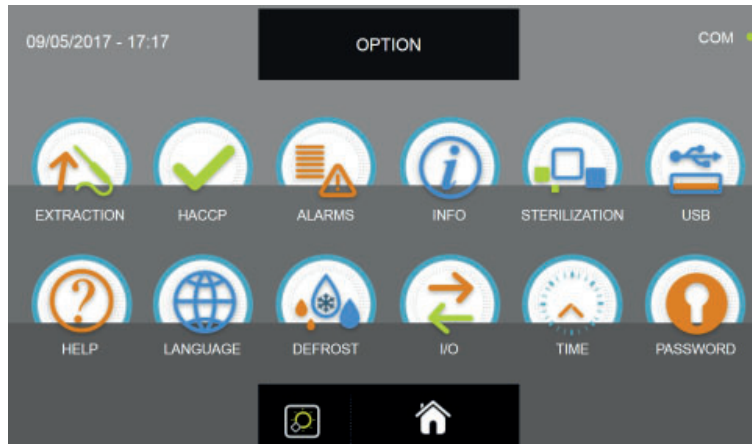 09/05/2017 - 17:17
OPTION
COM
EXTRACTION HACCP ALARMS INFO STERILIZATION USB
HELP LANGUAGE DEFROST I/O TIME PASSWORD